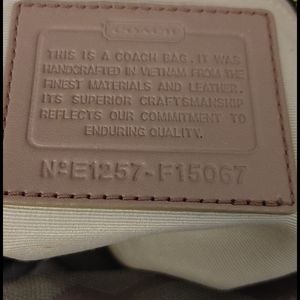 COACH
THIS IS A COACH BAG. IT WAS
HANDCRAFTED IN VIETNAM FROM THE
FINEST MATERIALS AND LEATHER.
ITS SUPERIOR CRAFTSMANSHIP
REFLECTS OUR COMMITMENT TO
ENDURING QUALITY.
Nº E1257-F15067